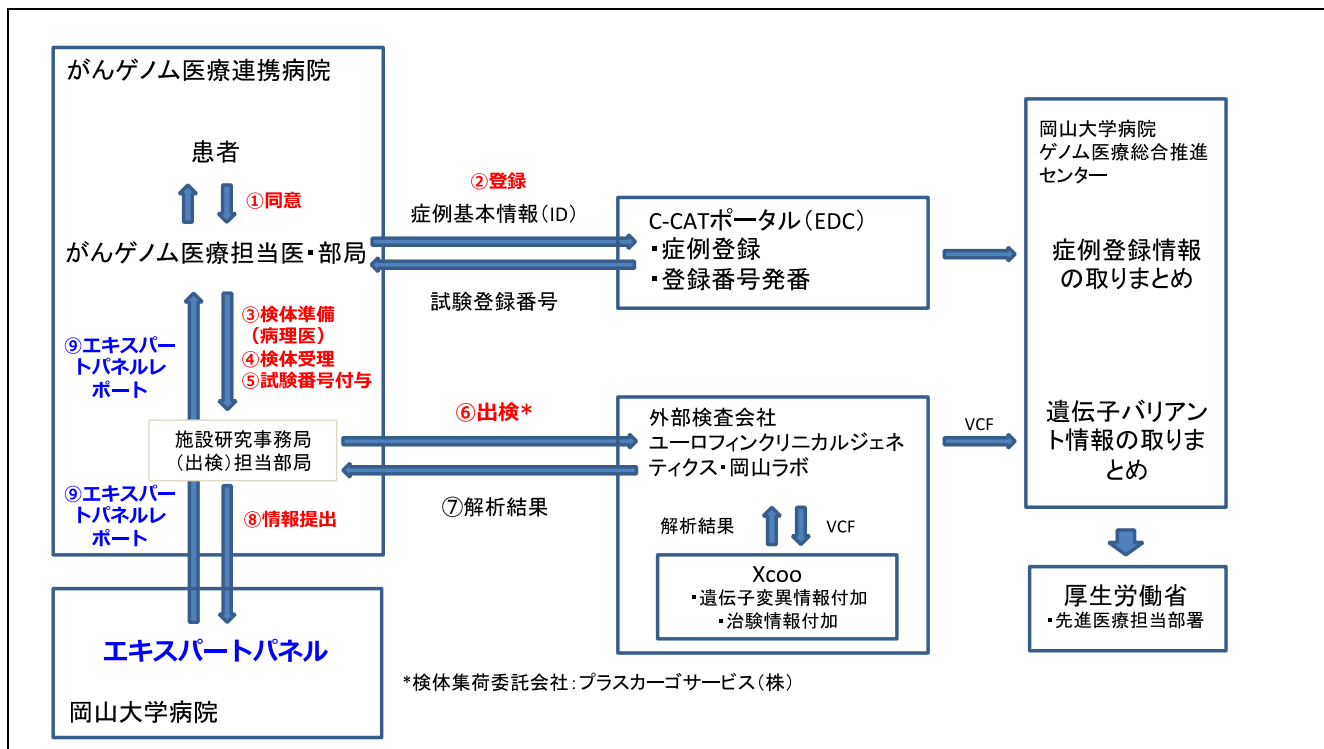 がんゲノム医療連携病院
患者
①同意
がんゲノム医療担当医・部局
③検体準備
(病理医)
④検体受理
⑤試験番号付与
⑨エキスパー
トパネルレ
ポート
施設研究事務局
(出検)担当部局
⑨エキスパー
トパネルレ
ポート
⑧情報提出
エキスパートパネル
岡山大学病院
②登録
症例基本情報(ID)
試験登録番号
C-CATポータル(EDC)
・症例登録
・登録番号発番
⑥出検*
⑦解析結果
外部検査会社
ユーロフィンクリニカルジェネ
ティクス・岡山ラボ
解析結果
VCF
Xcoo
・遺伝子変異情報付加
・治験情報付加
*検体集荷委託会社:プラスカーゴサービス(株)
VCF
岡山大学病院
ゲノム医療総合推進
センター
症例登録情報
の取りまとめ
遺伝子バリアン
ト情報の取りま
とめ
厚生労働省
・先進医療担当部署